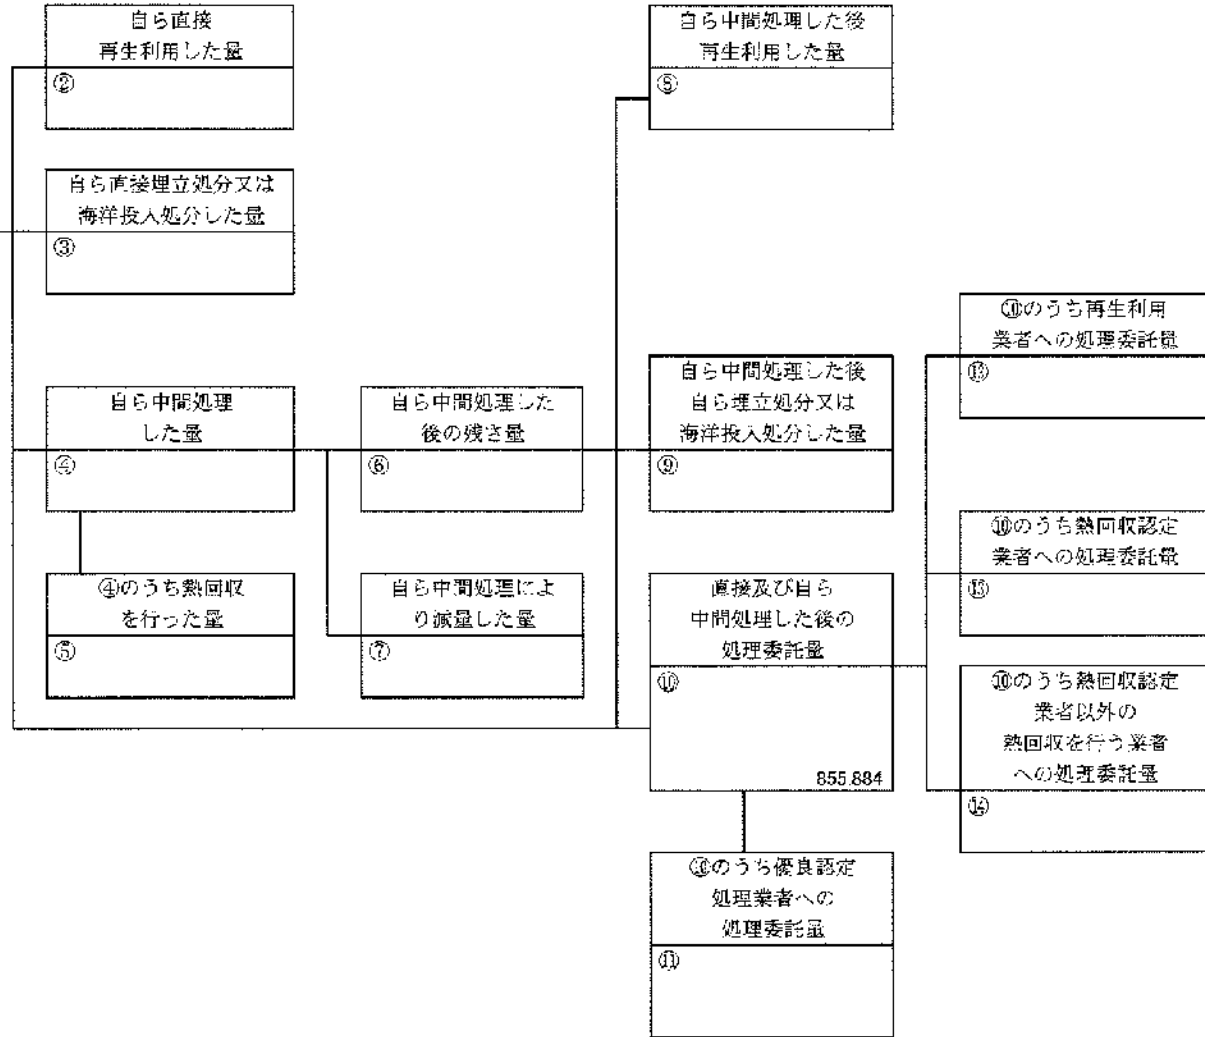 自ら直接
再生利用した量
②
自ら中間処理した後
再生利用した量
⑧
自ら直接埋立処分又は
海洋投入処分した量
③
⑩のうち再生利用
業者への処理委託量
⑫
自ら中間処理
した量
④
自ら中間処理した
後の残さ量
⑥
自ら中間処理した後
自ら埋立処分又は
海洋投入処分した量
⑨
⑩のうち熱回収認定
業者への処理委託量
⑬
④のうち熱回収
を行った量
⑤
自ら中間処理によ
り減量した量
⑦
直接及び自ら
中間処理した後の
処理委託量
⑩
855.884
⑩のうち熱回収認定
業者以外の
熱回収を行う業者
への処理委託量
⑭
⑩のうち優良認定
処理業者への
処理委託量
⑪